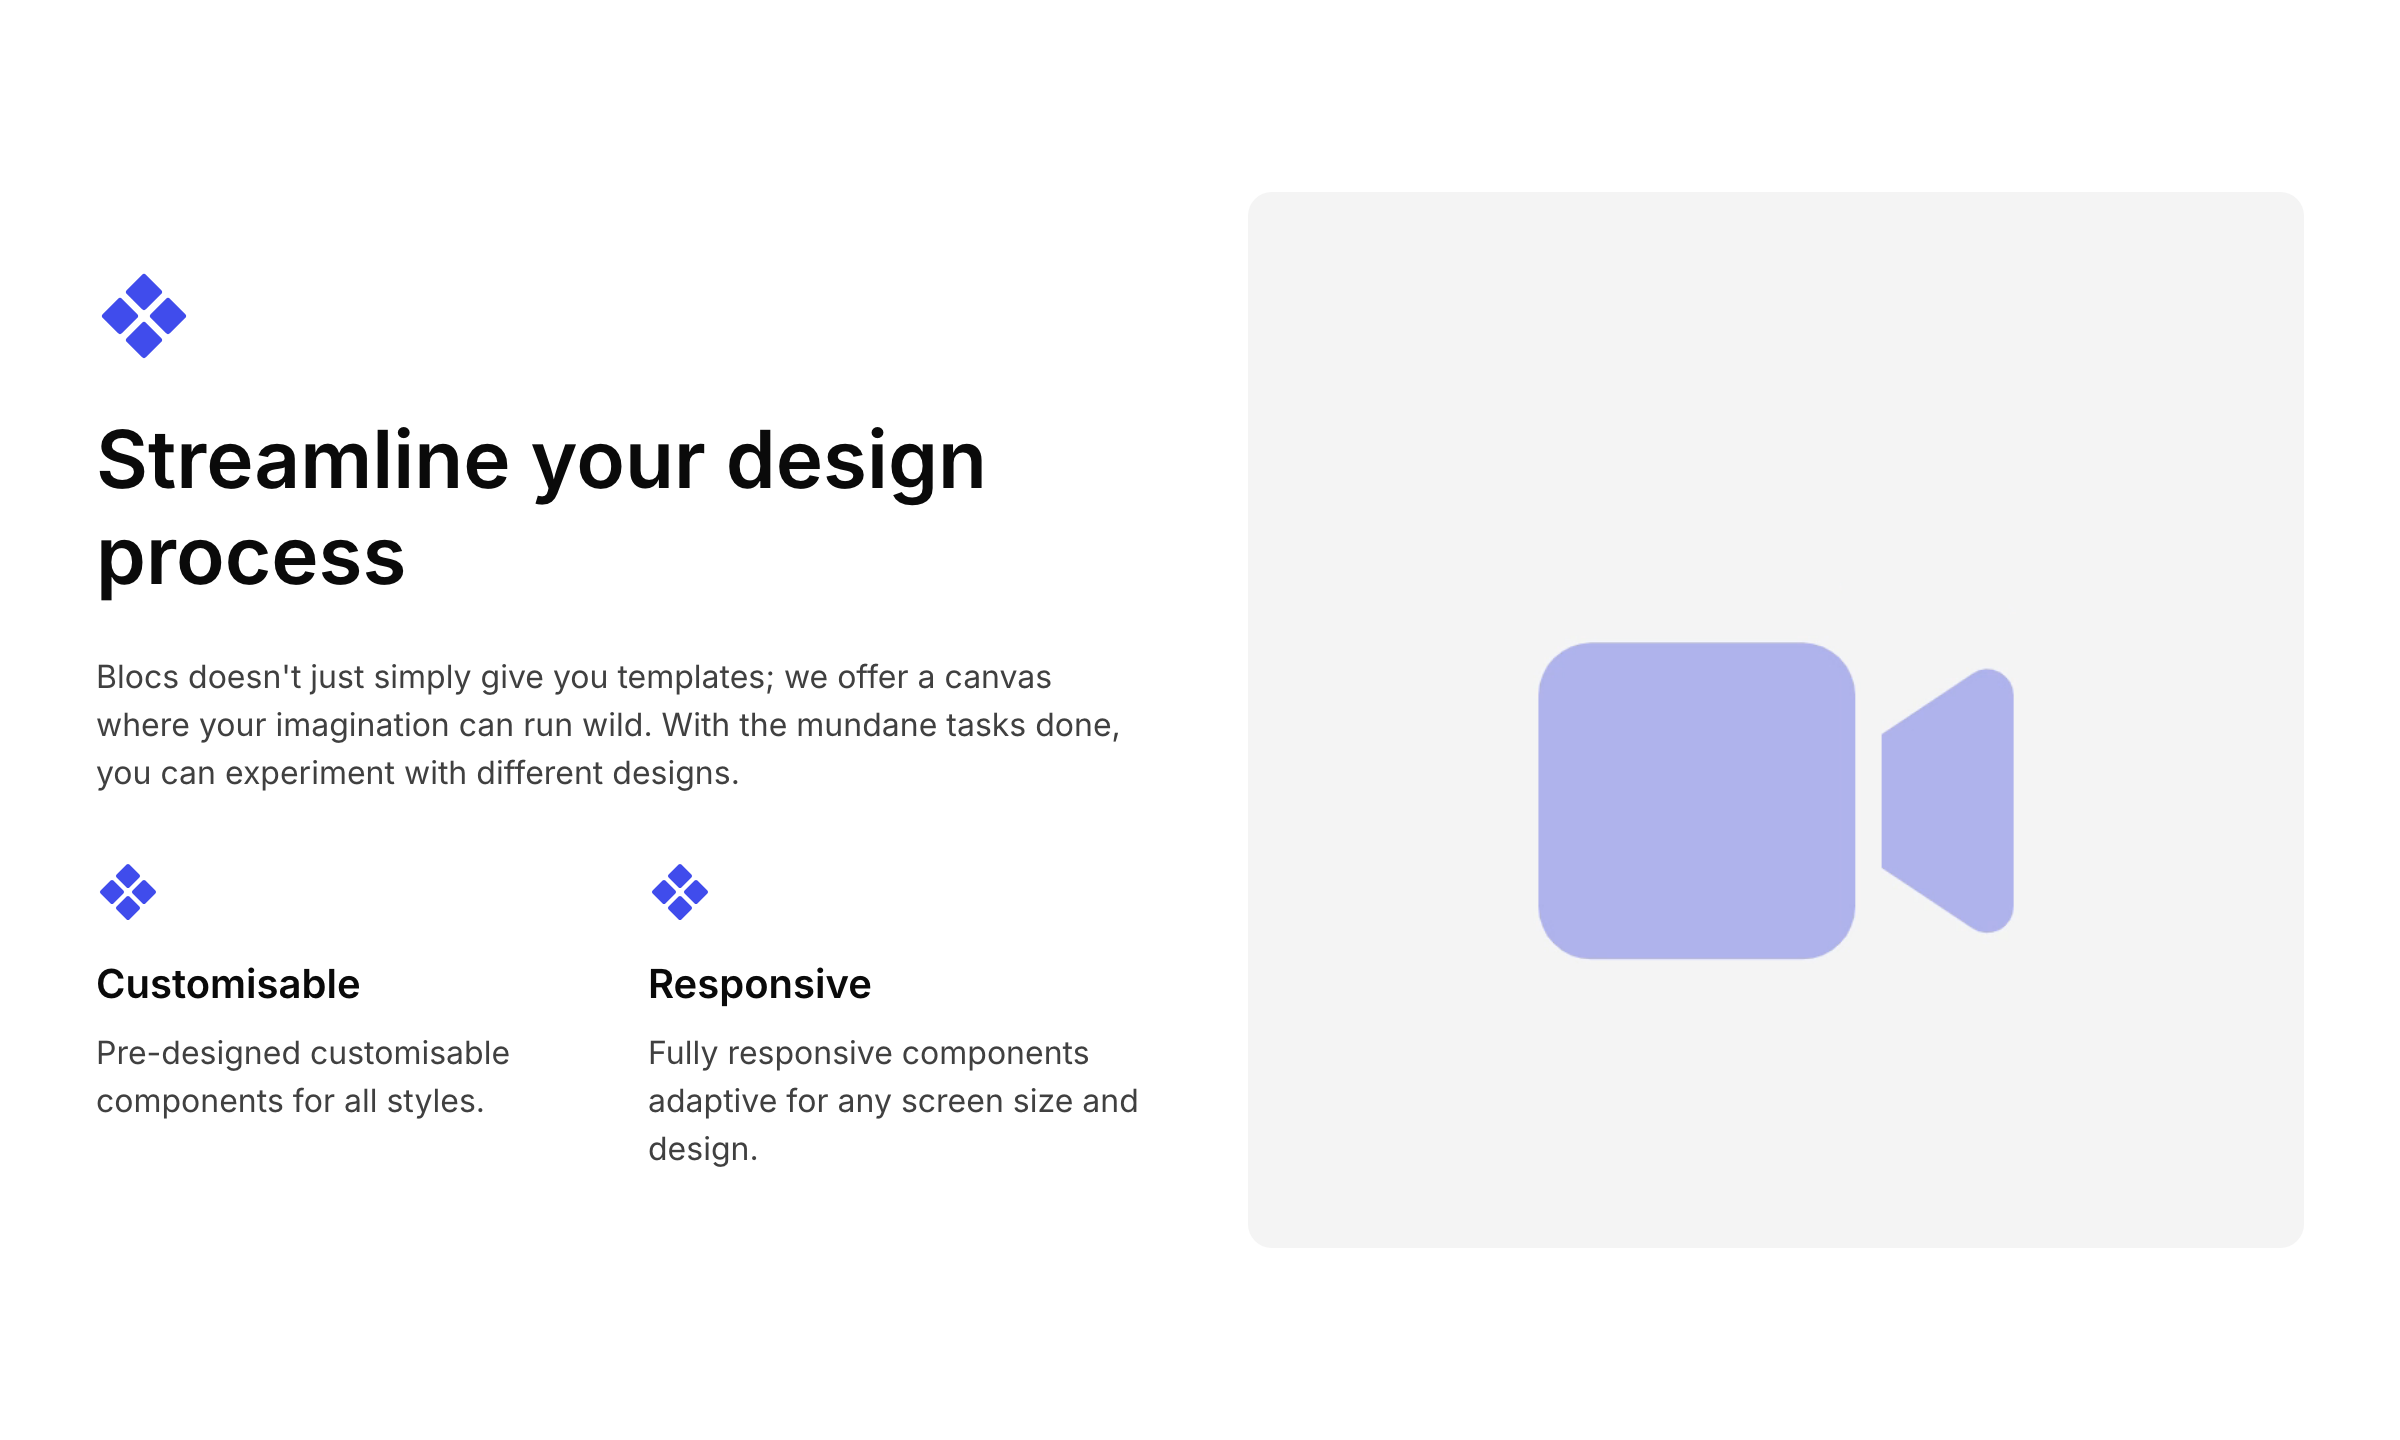 Streamline your design
process
Blocs doesn't just simply give you templates; we offer a canvas
where your imagination can run wild. With the mundane tasks done,
you can experiment with different designs.
Customisable
Pre-designed customisable
components for all styles.
Responsive
Fully responsive components
adaptive for any screen size and
design.